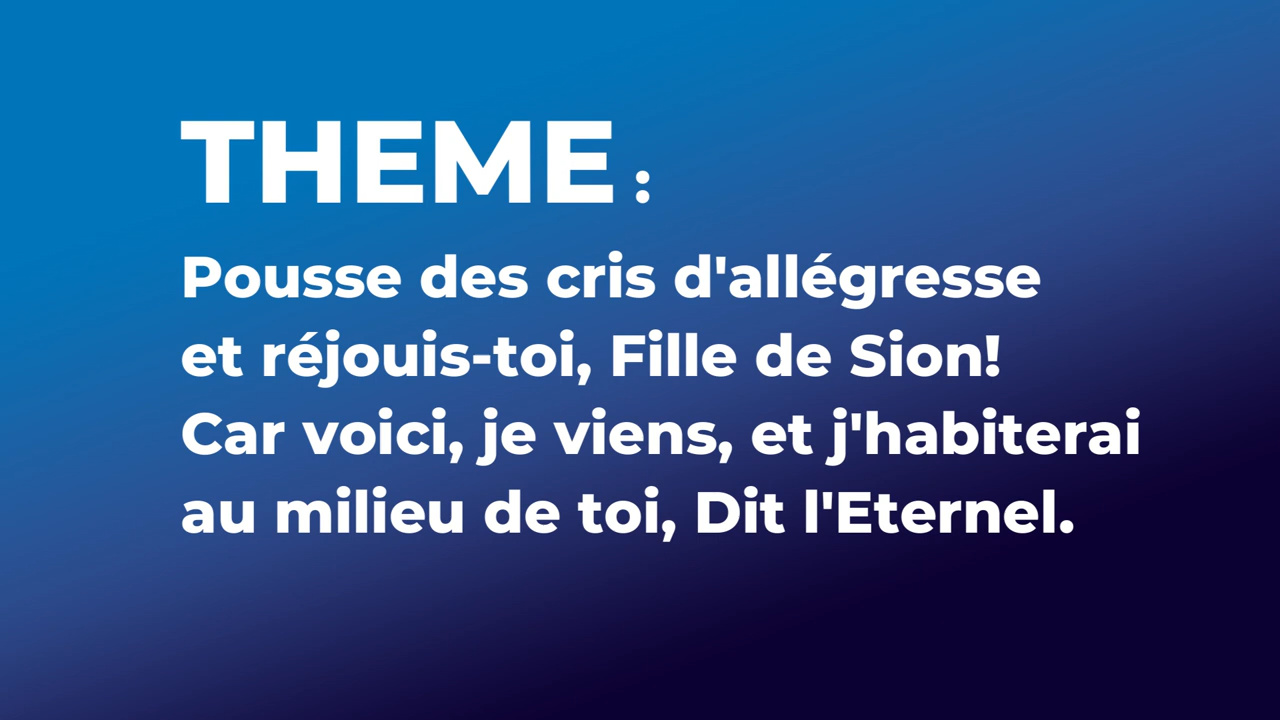 THEME :
Pousse des cris d'allégresse
et réjouis-toi, Fille de Sion!
Car voici, je viens, et j'habiterai
au milieu de toi, Dit l'Eternel.